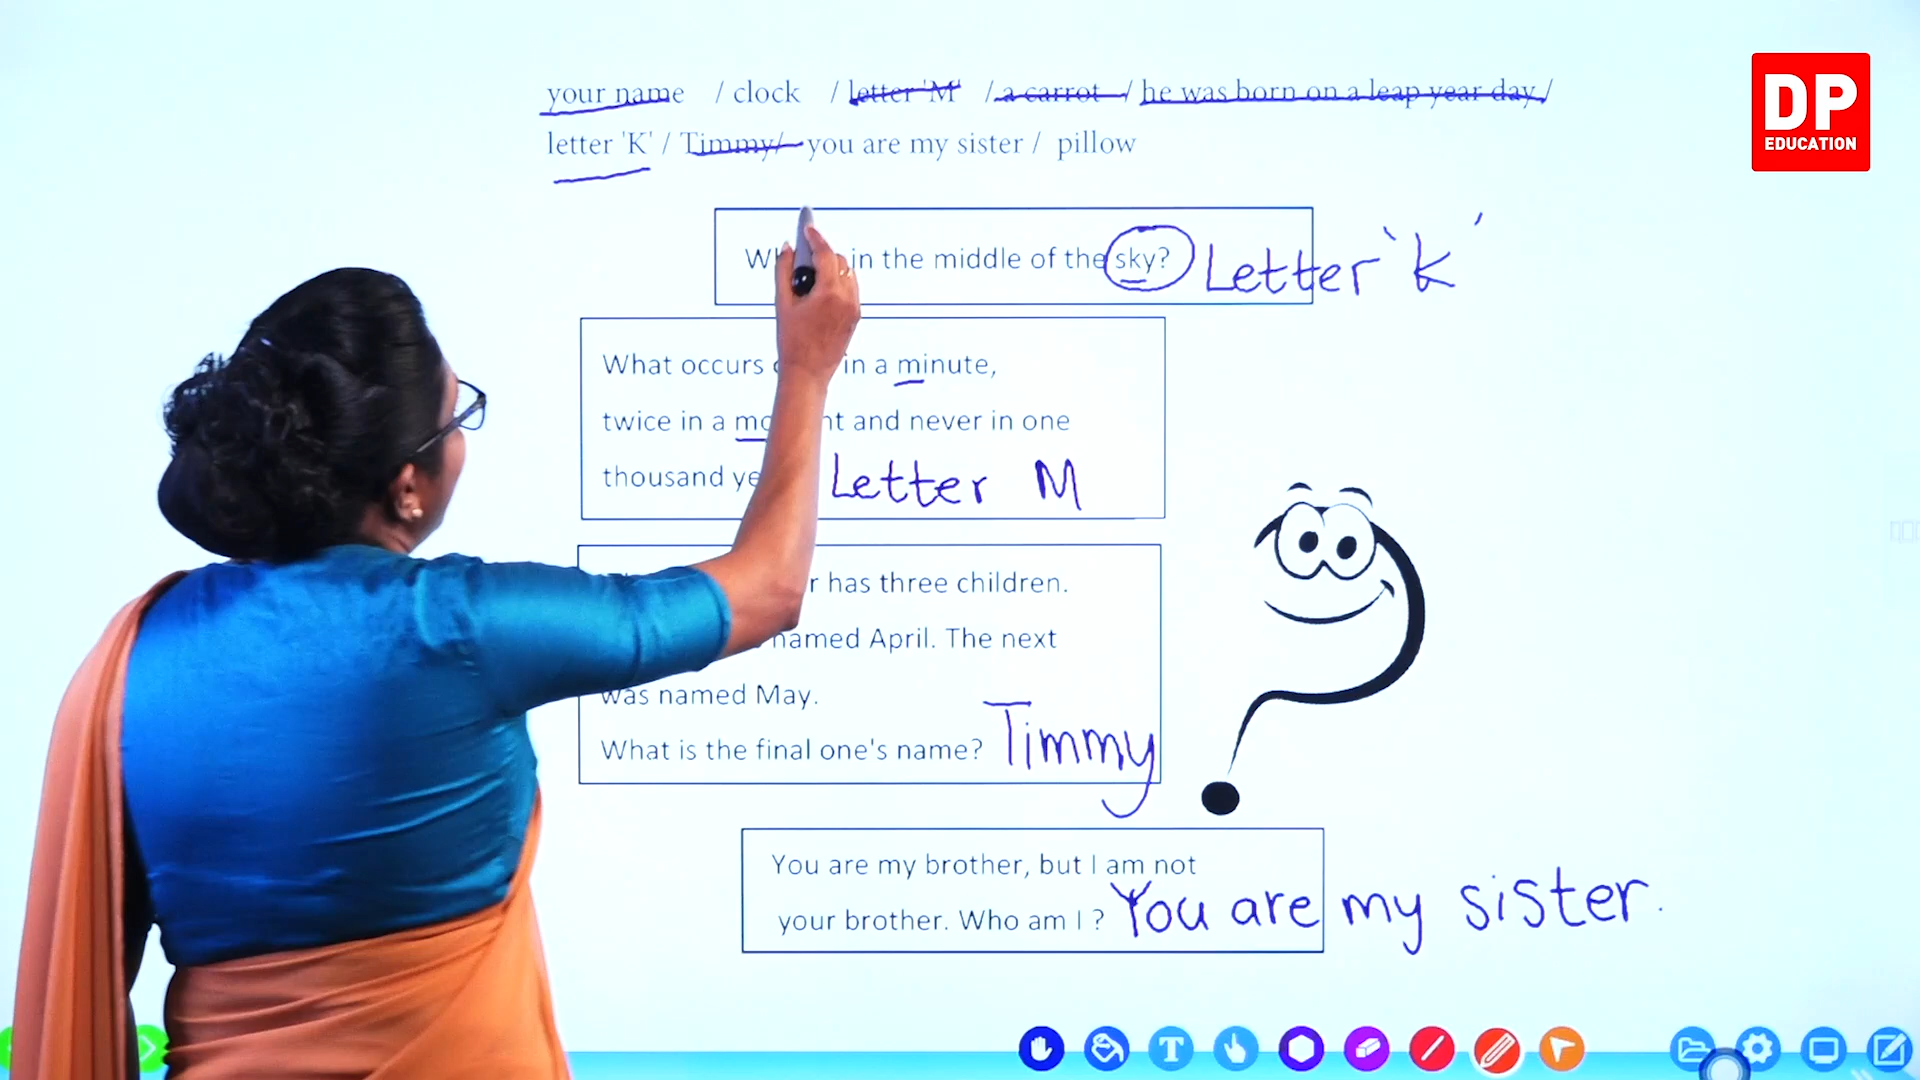 your name / clock / letter 'M' / a carrot / he was born on a leap year day /
letter 'K' / Timmy/ you are my sister / pillow
DP
EDUCATION
in the middle of the sky? Letter 'K'
What occurs in a minute,
twice in a and never in one
thousand Letter M
has three children.
named April. The next
was named May.
What is the final one's name? Timmy
You are my brother, but I am not
your brother. Who am I ? You are my sister.
T